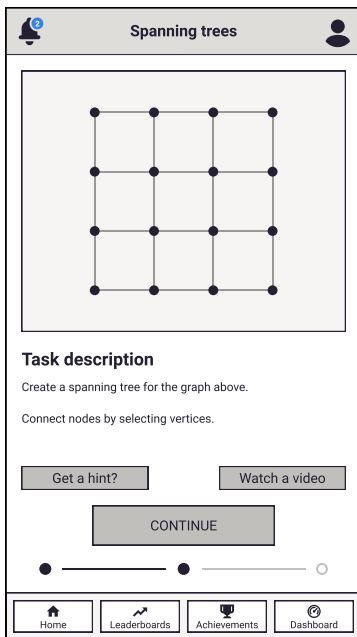 2
Spanning trees
Task description
Create a spanning tree for the graph above.
Connect nodes by selecting vertices.
Get a hint?
Watch a video
CONTINUE
Home
Leaderboards
Achievements
Dashboard